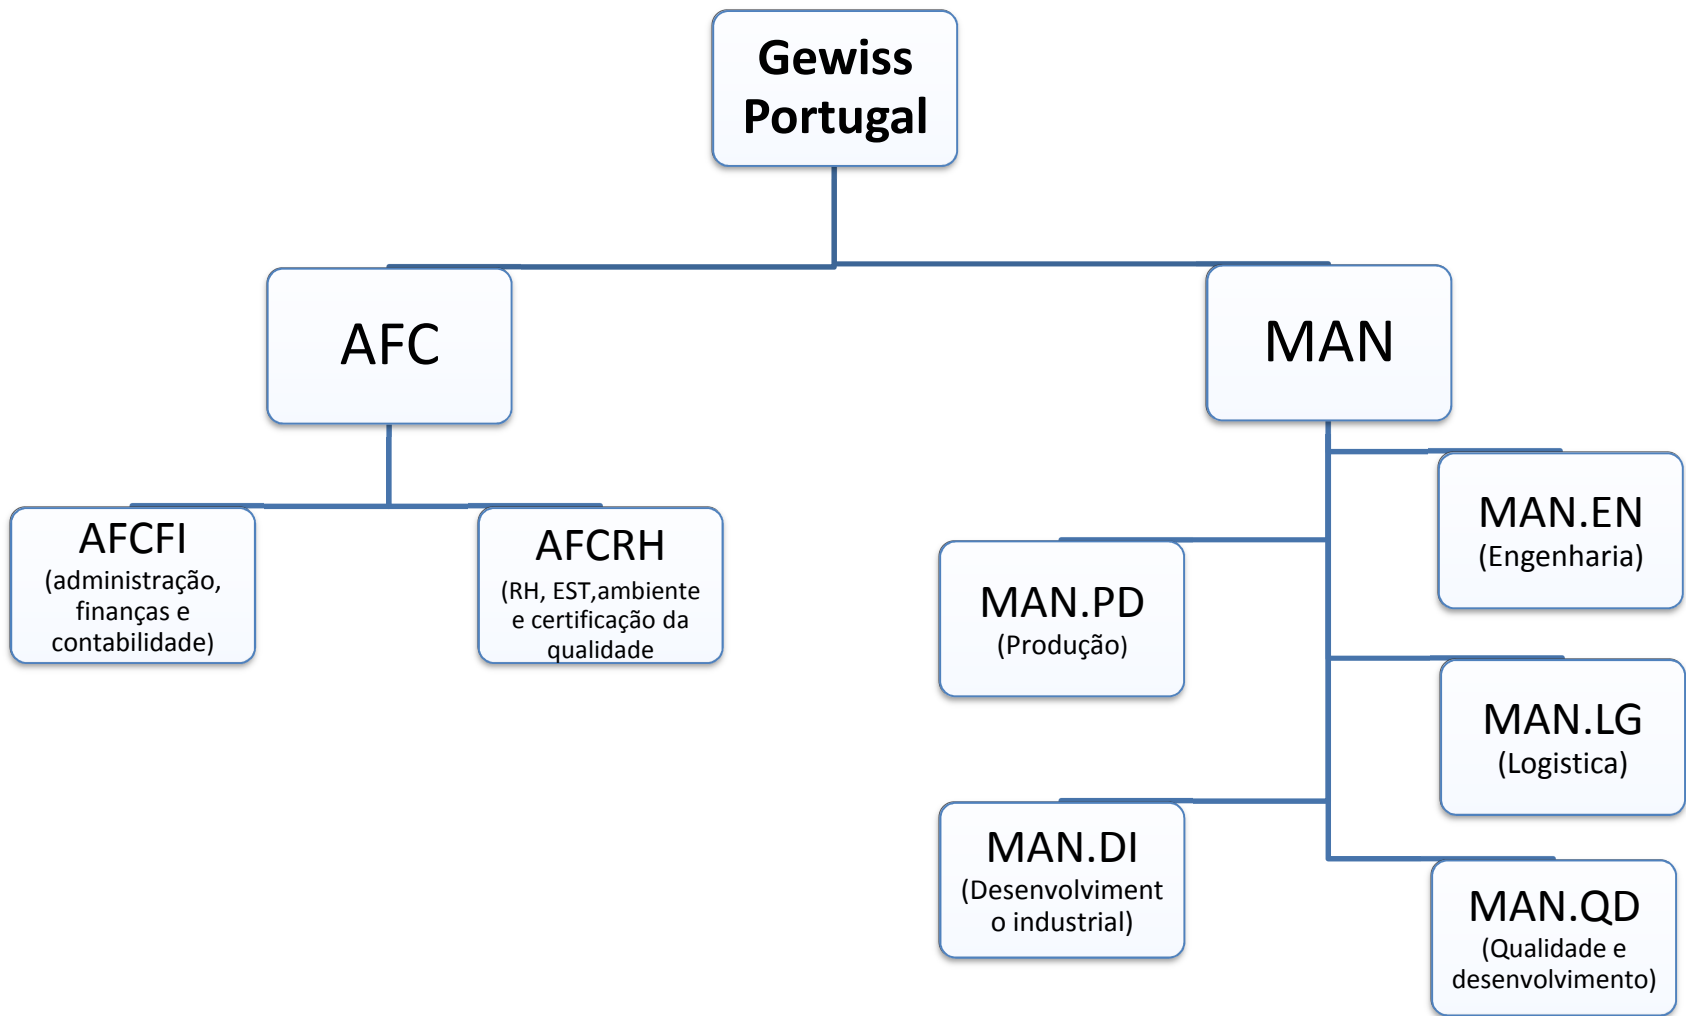 Gewiss
Portugal
AFC
MAN
AFCFI
(administração,
finanças e
contabilidade)
AFCRH
(RH, EST,ambiente
e certificação da
qualidade
MAN.EN
(Engenharia)
MAN.PD
(Produção)
MAN.LG
(Logistica)
MAN.DI
(Desenvolviment
o industrial)
MAN.QD
(Qualidade e
desenvolvimento)